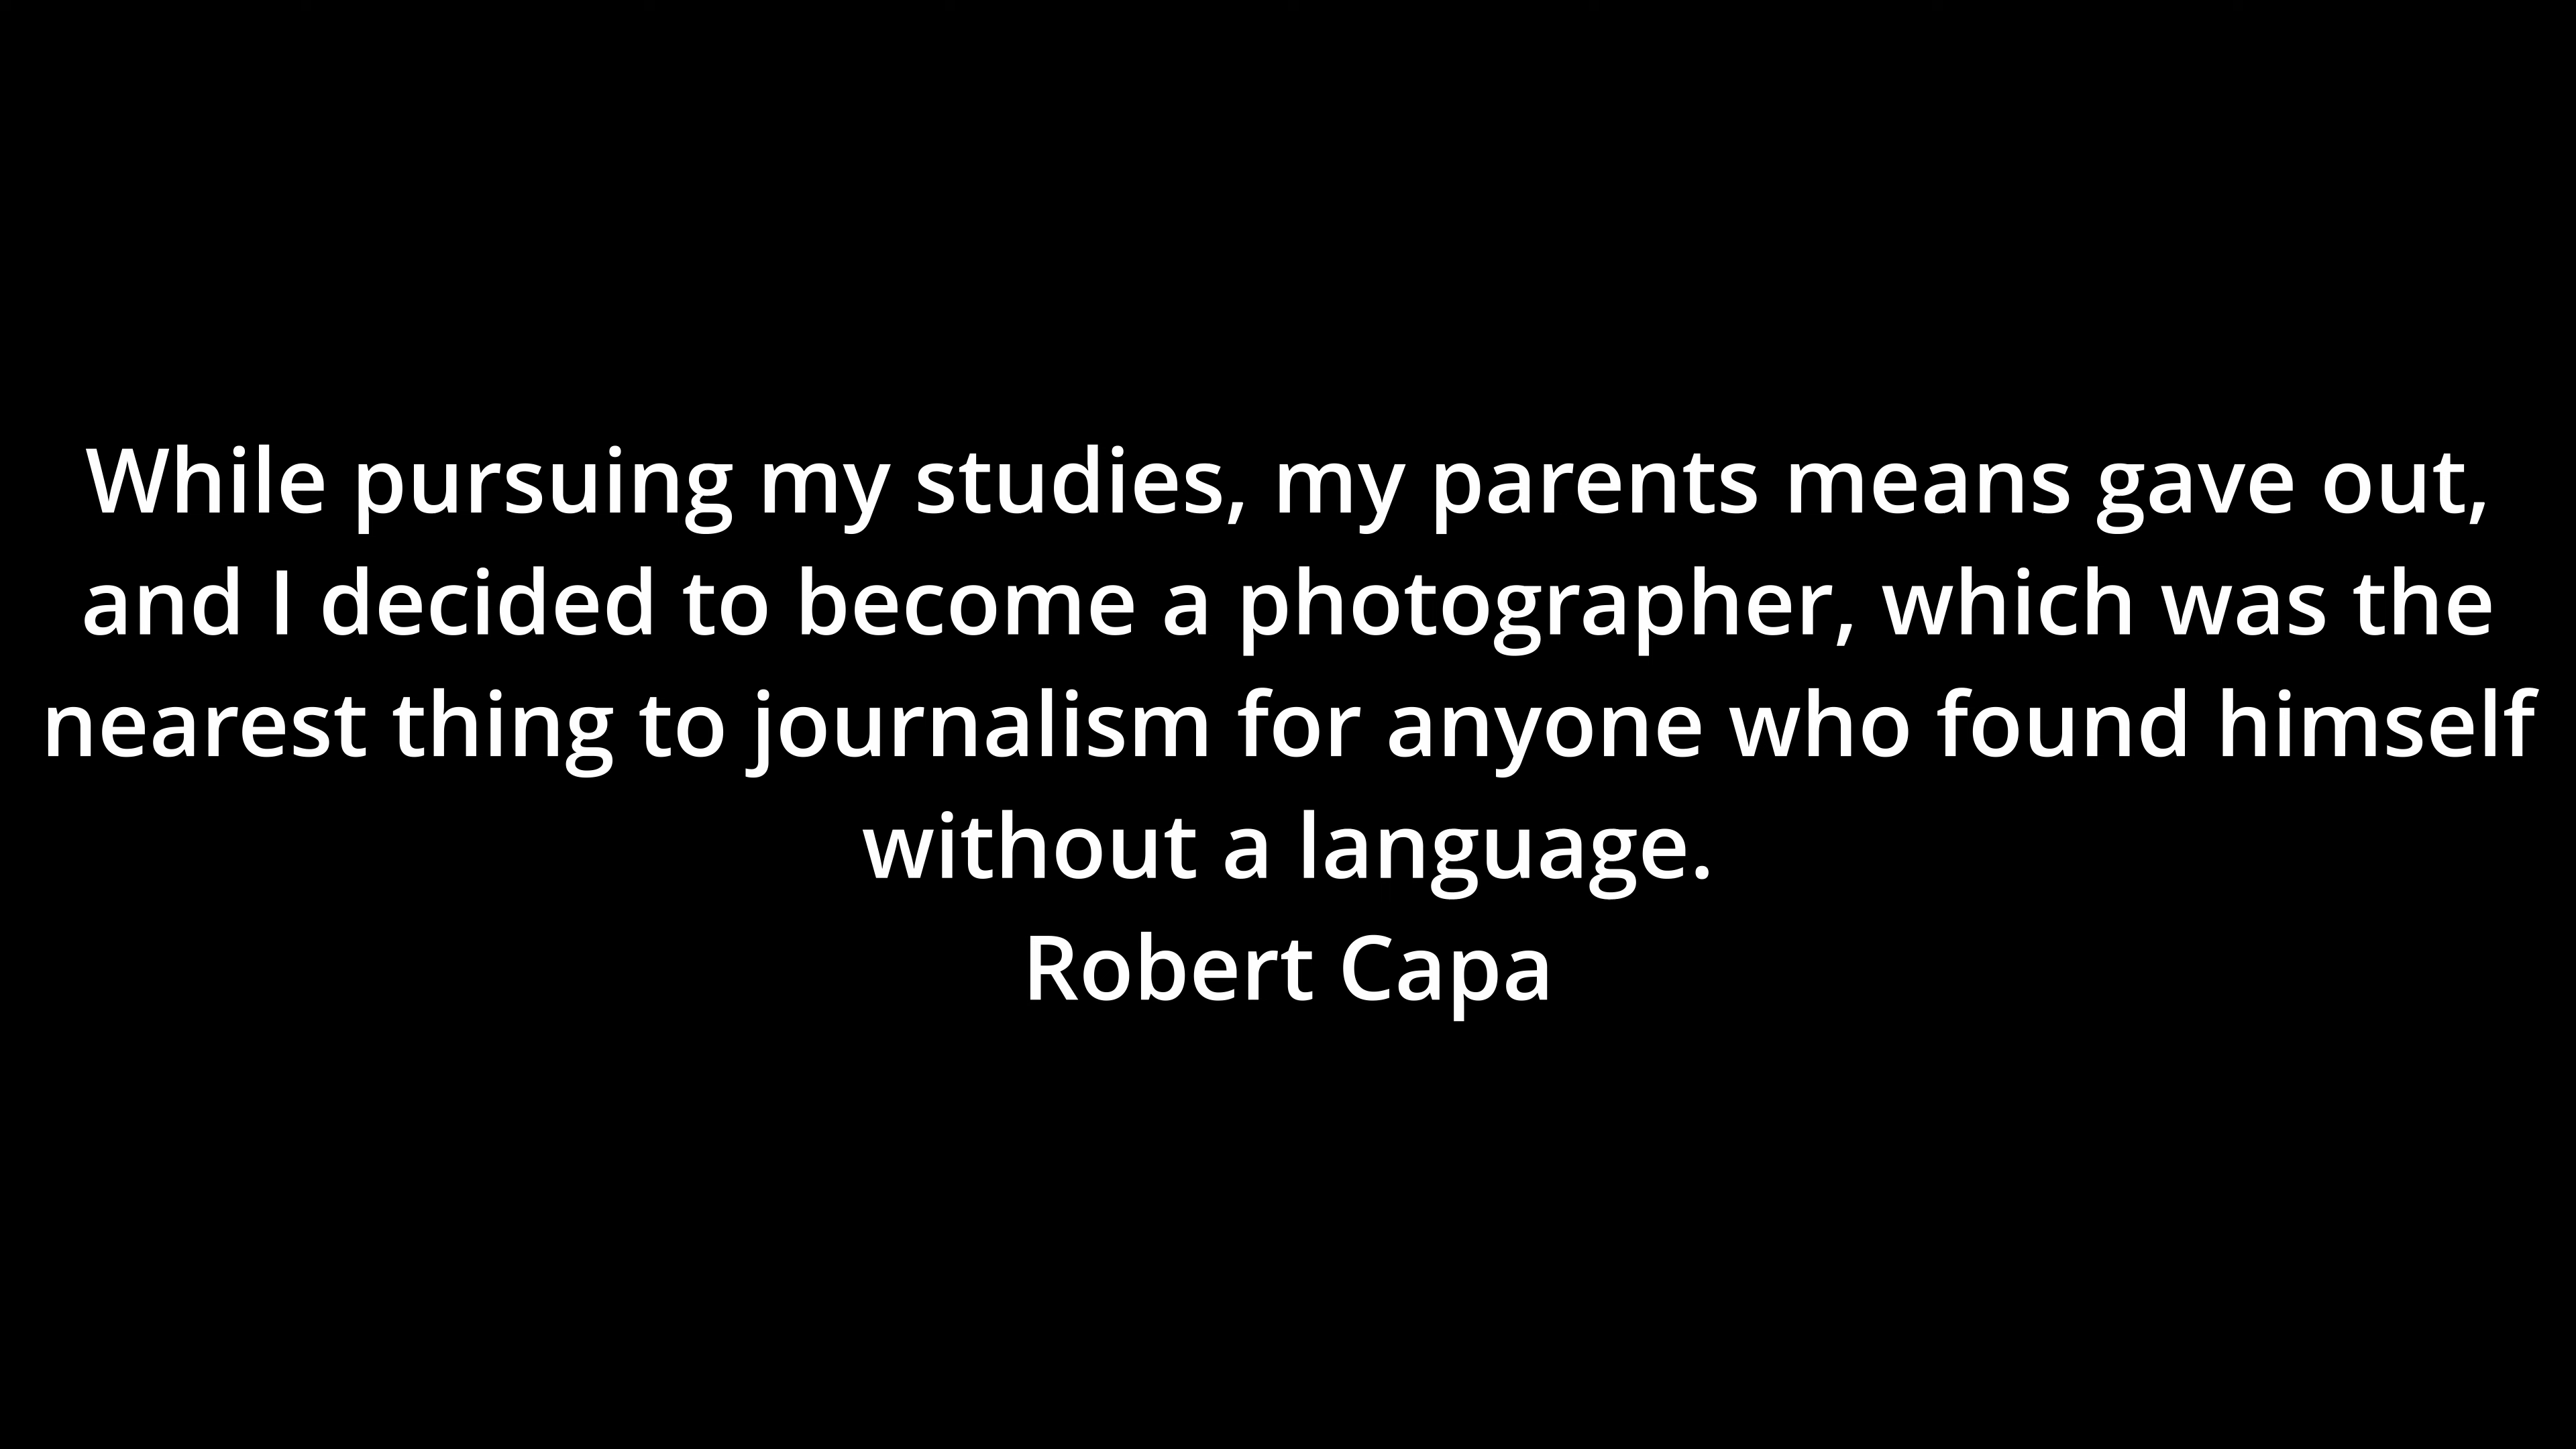 While pursuing my studies, my parents means gave out,
and I decided to become a photographer, which was the
nearest thing to journalism for anyone who found himself
without a language.
Robert Capa